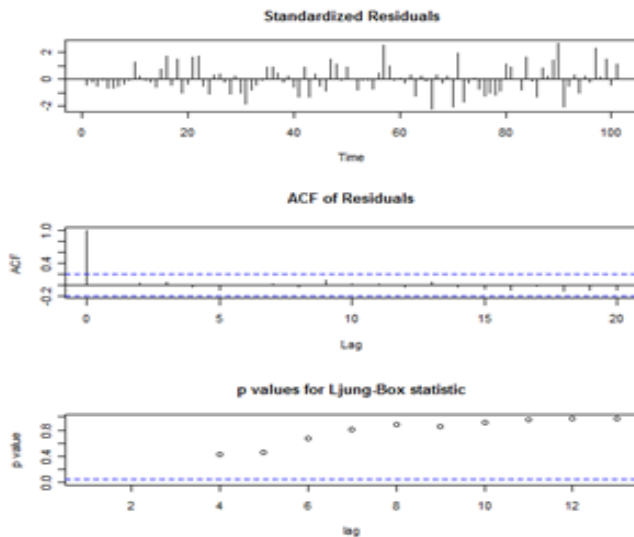 Standardized Residuals
2
0
-2
0 20 40 60 80 100
Time
ACF of Residuals
1.0
0.4
-0.2
ACF
0 5 10 15 20
Lag
p values for Ljung-Box statistic
0.8
0.4
0.0
p value
2 4 6 8 10 12
lag